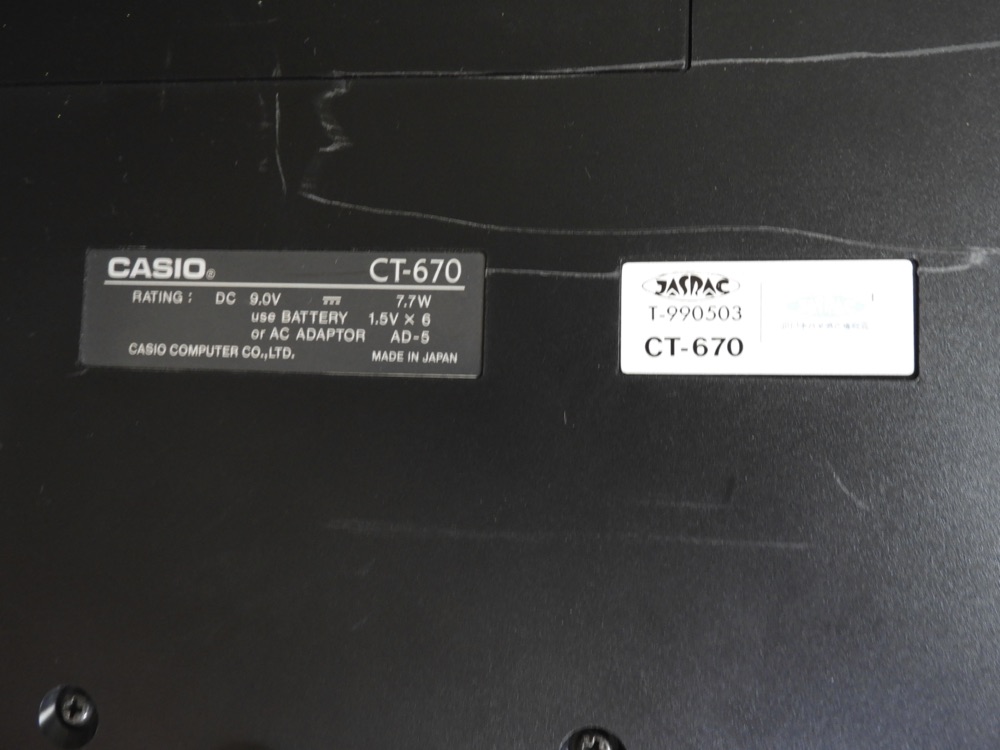 CASIO® CT-670
RATING : DC 9.0V ⎓ 7.7W
use BATTERY 1.5V × 6
or AC ADAPTOR AD-5
CASIO COMPUTER CO.,LTD. MADE IN JAPAN
JASPAC
T-990503
CT-670